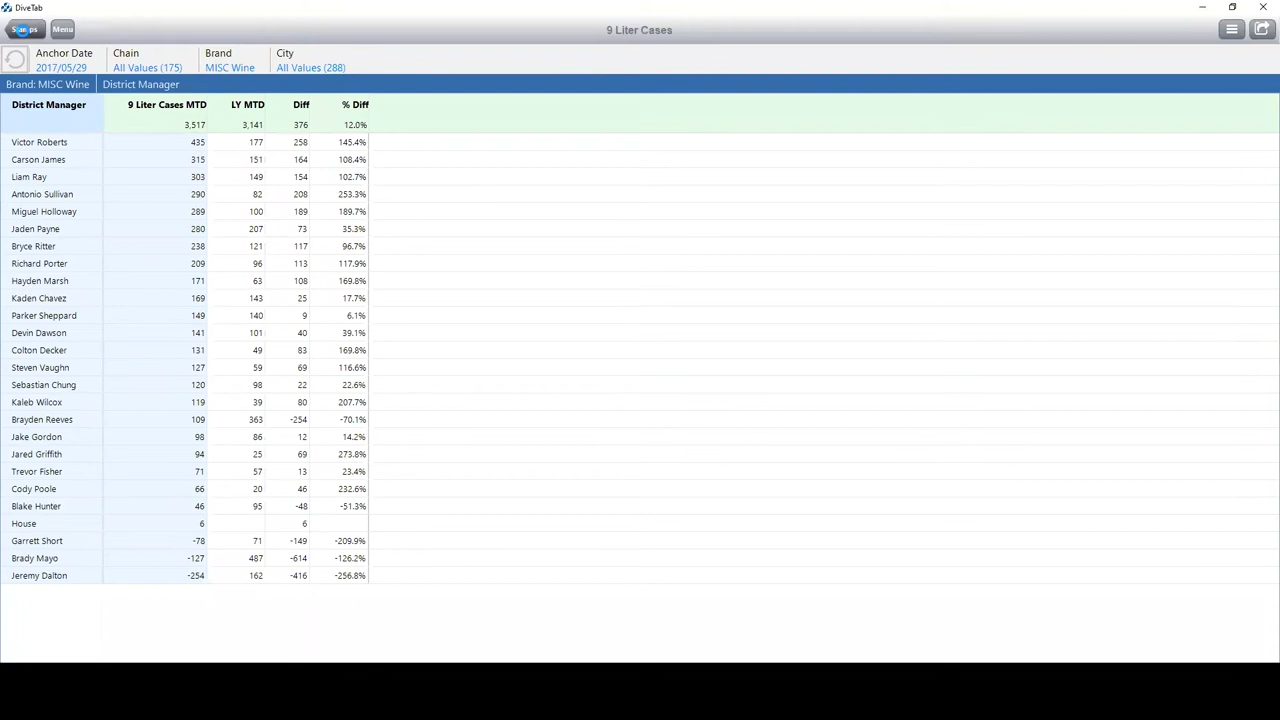 DiveTab
Menu
9 Liter Cases
Anchor Date Chain Brand City
2017/05/29 All Values (175) MISC Wine All Values (288)
Brand: MISC Wine District Manager
District Manager 9 Liter Cases MTD LY MTD Diff % Diff
3,517 3,141 376 12.0%
Victor Roberts 435 177 258 145.4%
Carson James 315 151 164 108.4%
Liam Ray 303 149 154 102.7%
Antonio Sullivan 290 82 208 253.3%
Miguel Holloway 289 100 189 189.7%
Jaden Payne 280 207 73 35.3%
Bryce Ritter 238 121 117 96.7%
Richard Porter 209 96 113 117.9%
Hayden Marsh 171 63 108 169.8%
Kaden Chavez 169 143 25 17.7%
Parker Sheppard 149 140 9 6.1%
Devin Dawson 141 101 40 39.1%
Colton Decker 131 49 83 169.8%
Steven Vaughn 127 59 69 116.6%
Sebastian Chung 120 98 22 22.6%
Kaleb Wilcox 119 39 80 207.7%
Brayden Reeves 109 363 -254 -70.1%
Jake Gordon 98 86 12 14.2%
Jared Griffith 94 25 69 273.8%
Trevor Fisher 71 57 13 23.4%
Cody Poole 66 20 46 232.6%
Blake Hunter 46 95 -48 -51.3%
House 6 6
Garrett Short -78 71 -149 -209.9%
Brady Mayo -127 487 -614 -126.2%
Jeremy Dalton -254 162 -416 -256.8%